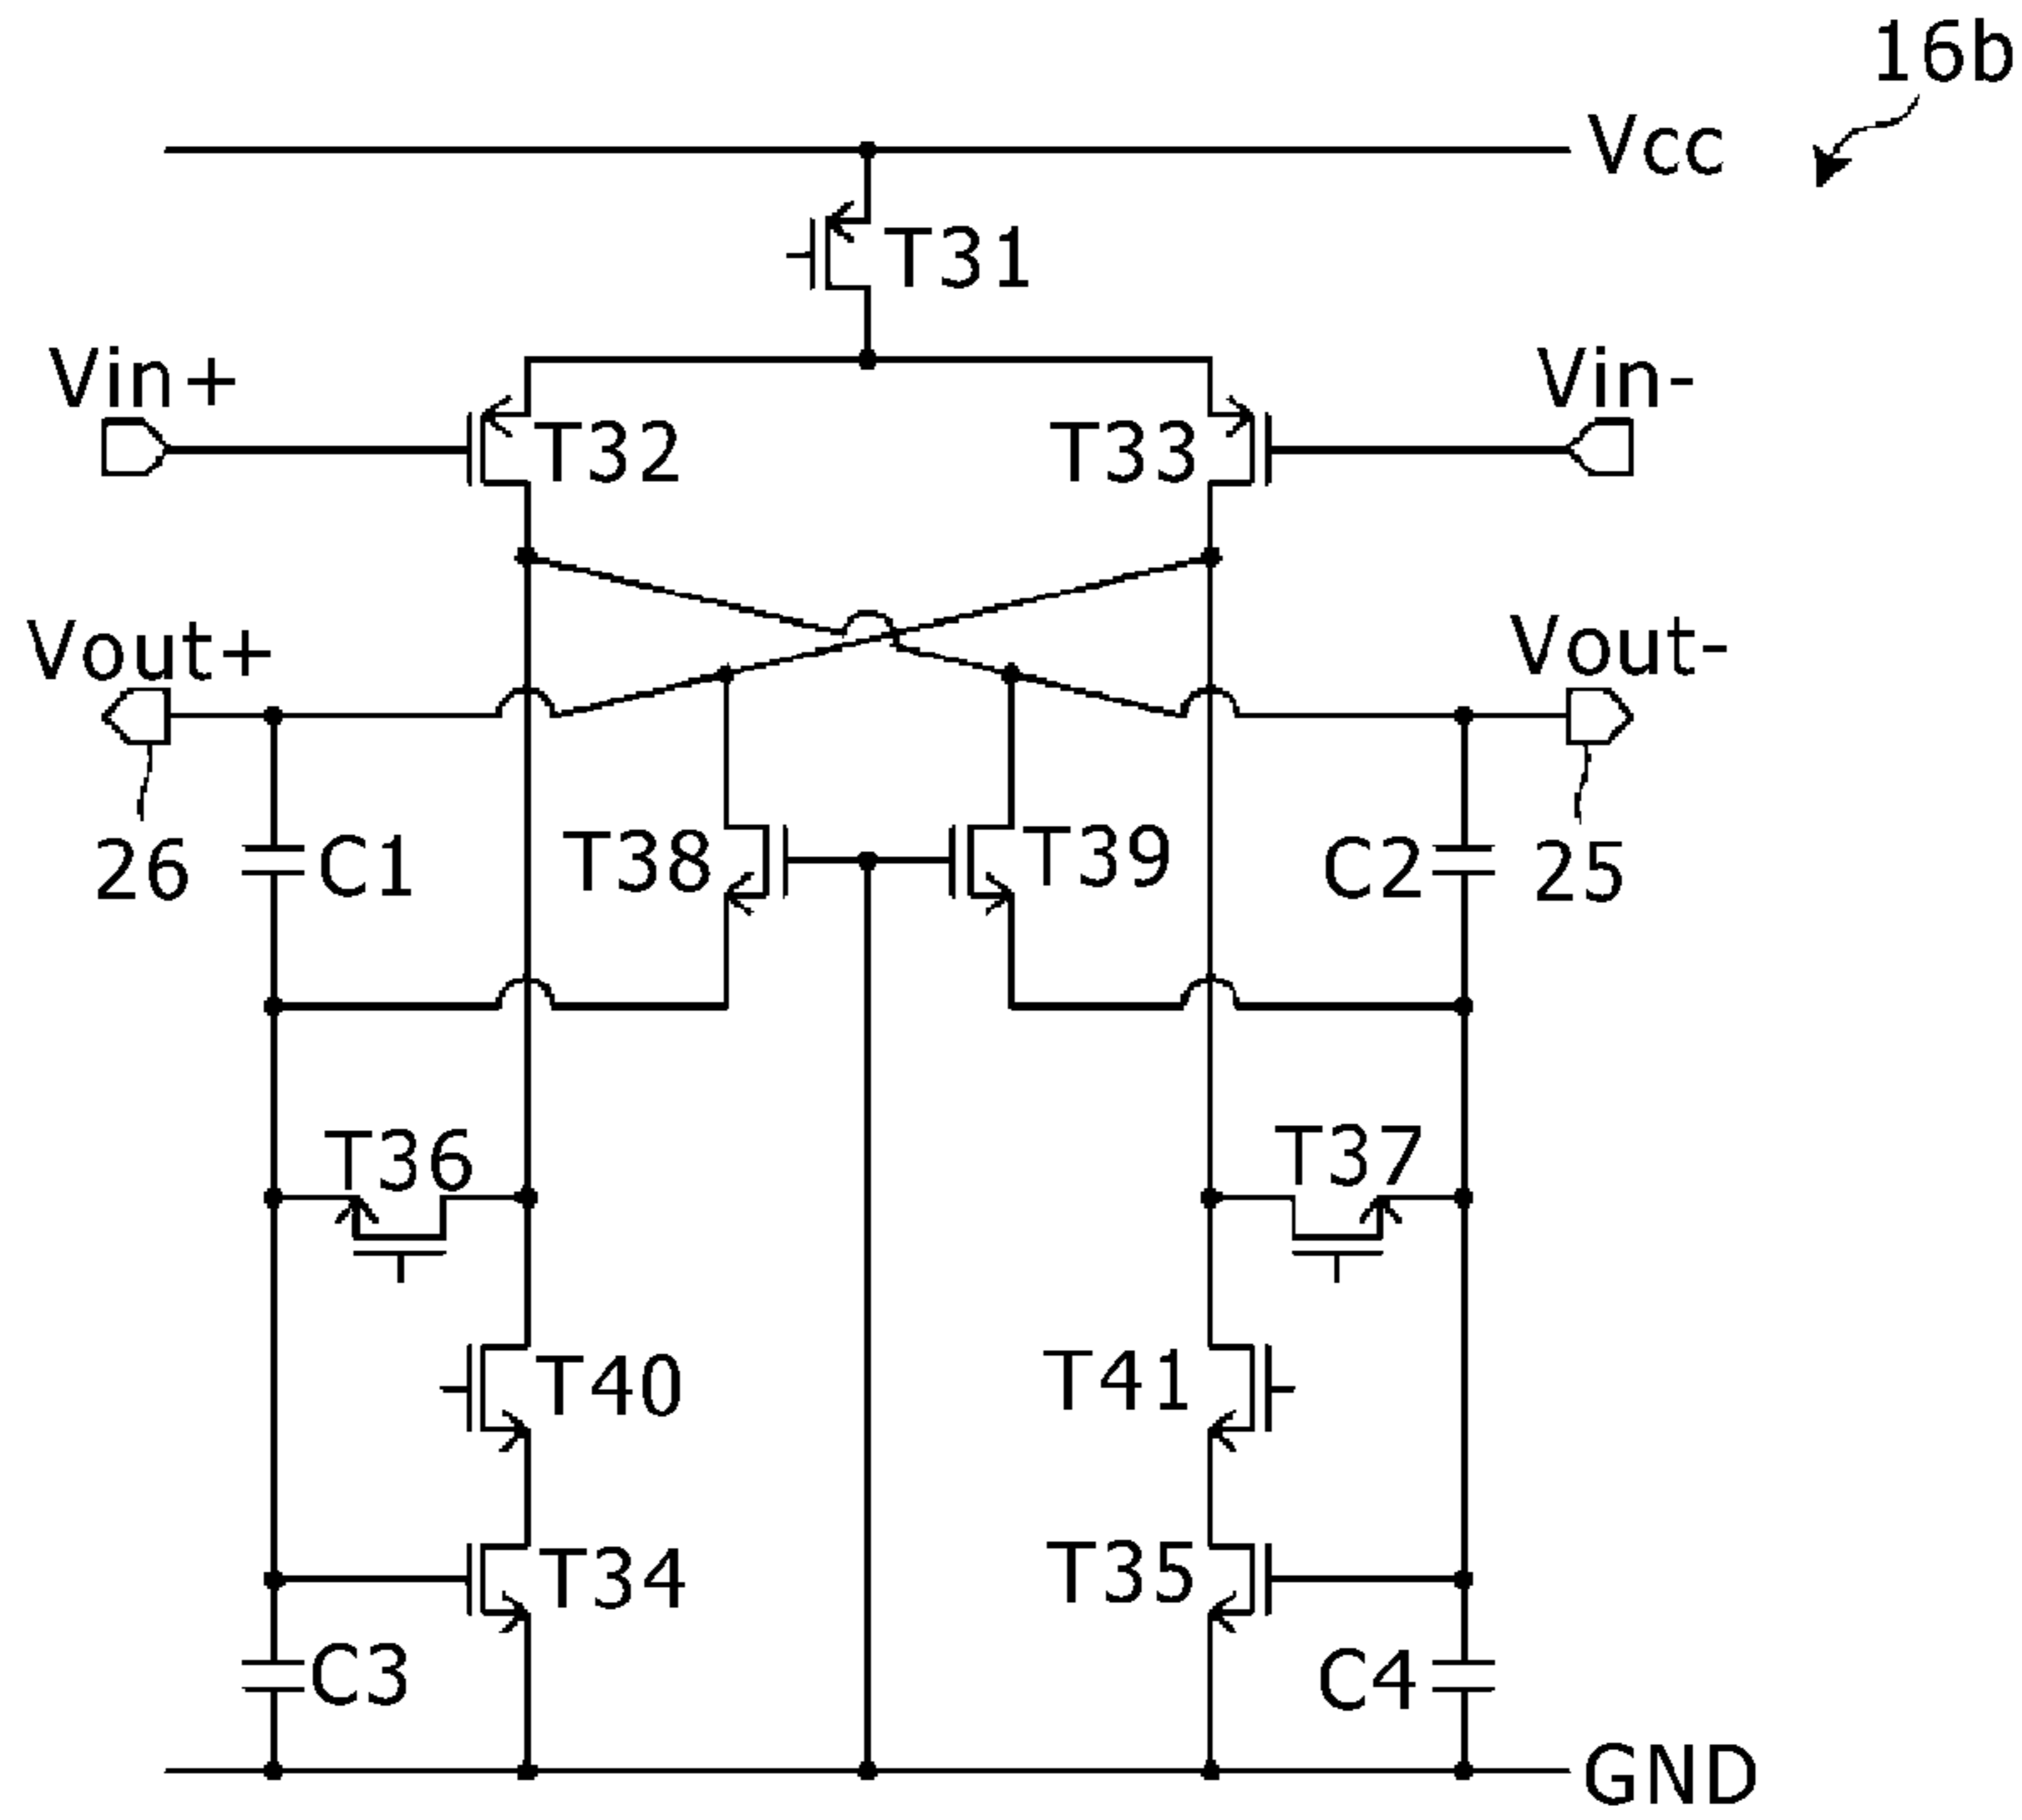 16b
Vcc
T31
Vin+
Vin-
T32
T33
Vout+
Vout-
T38
T39
26
C1
C2
25
T36
T37
T40
T41
T34
T35
C3
C4
GND